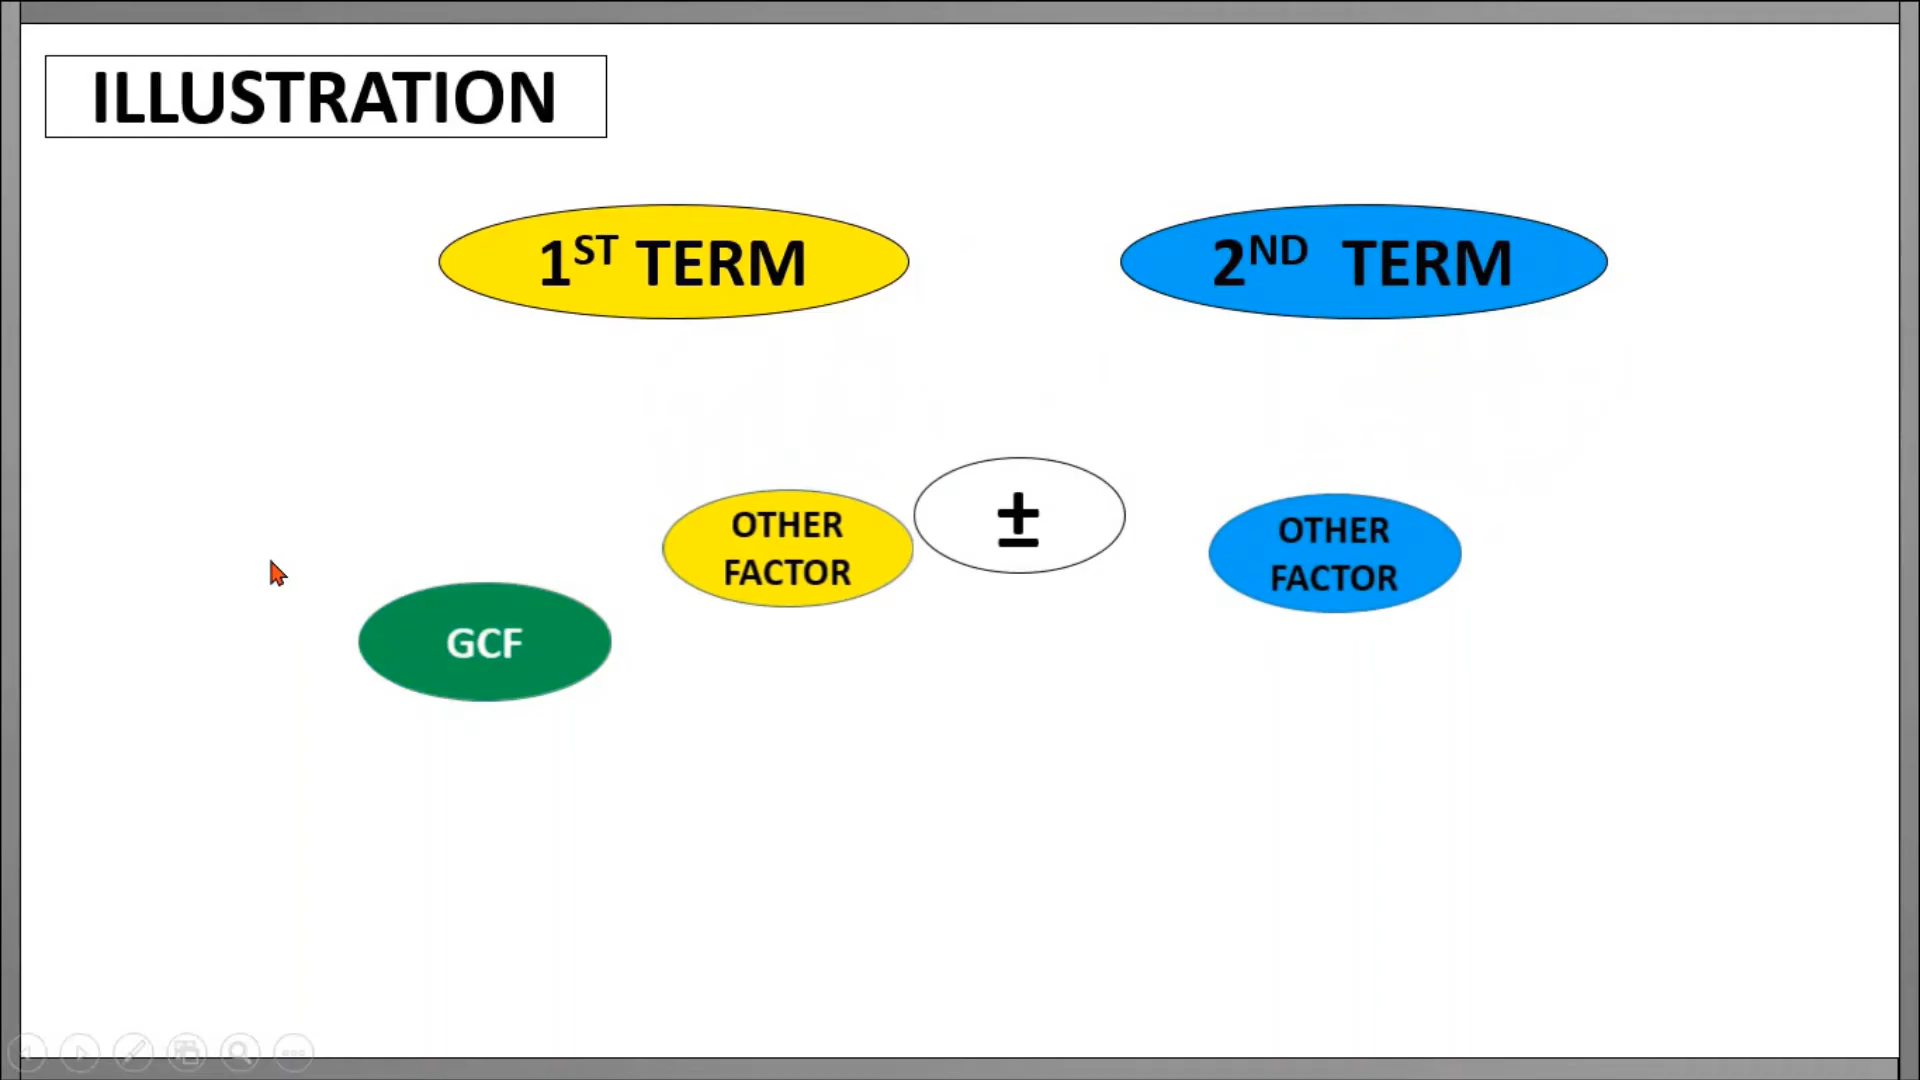 ILLUSTRATION
1ST TERM
2ND TERM
OTHER
FACTOR
±
OTHER
FACTOR
GCF